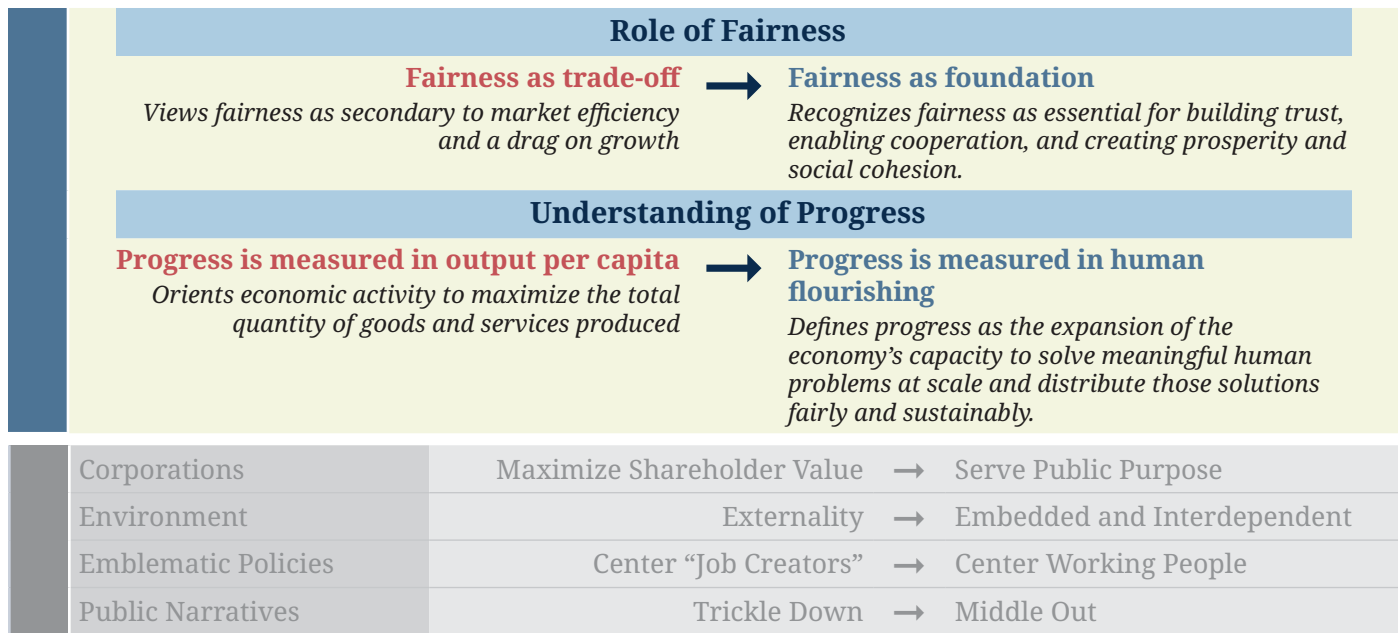 Role of Fairness
Fairness as trade-off
Views fairness as secondary to market efficiency
and a drag on growth
Fairness as foundation
Recognizes fairness as essential for building trust,
enabling cooperation, and creating prosperity and
social cohesion.
Understanding of Progress
Progress is measured in output per capita
Orients economic activity to maximize the total
quantity of goods and services produced
Progress is measured in human
flourishing
Defines progress as the expansion of the
economy’s capacity to solve meaningful human
problems at scale and distribute those solutions
fairly and sustainably.
Corporations Maximize Shareholder Value → Serve Public Purpose
Environment Externality → Embedded and Interdependent
Emblematic Policies Center “Job Creators” → Center Working People
Public Narratives Trickle Down → Middle Out